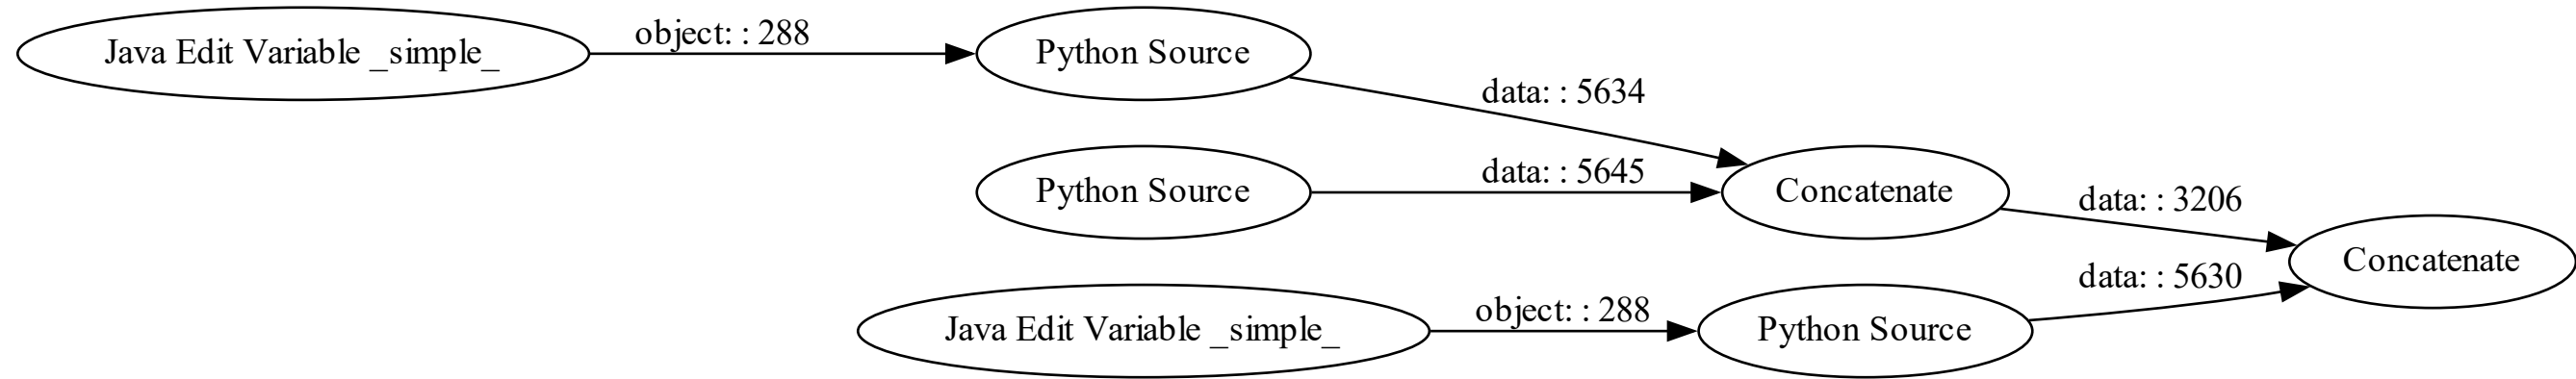 Java Edit Variable _simple_
object: : 288
Python Source
data: : 5634
Python Source
data: : 5645
Concatenate
data: : 3206
Concatenate
data: : 5630
Java Edit Variable _simple_
object: : 288
Python Source